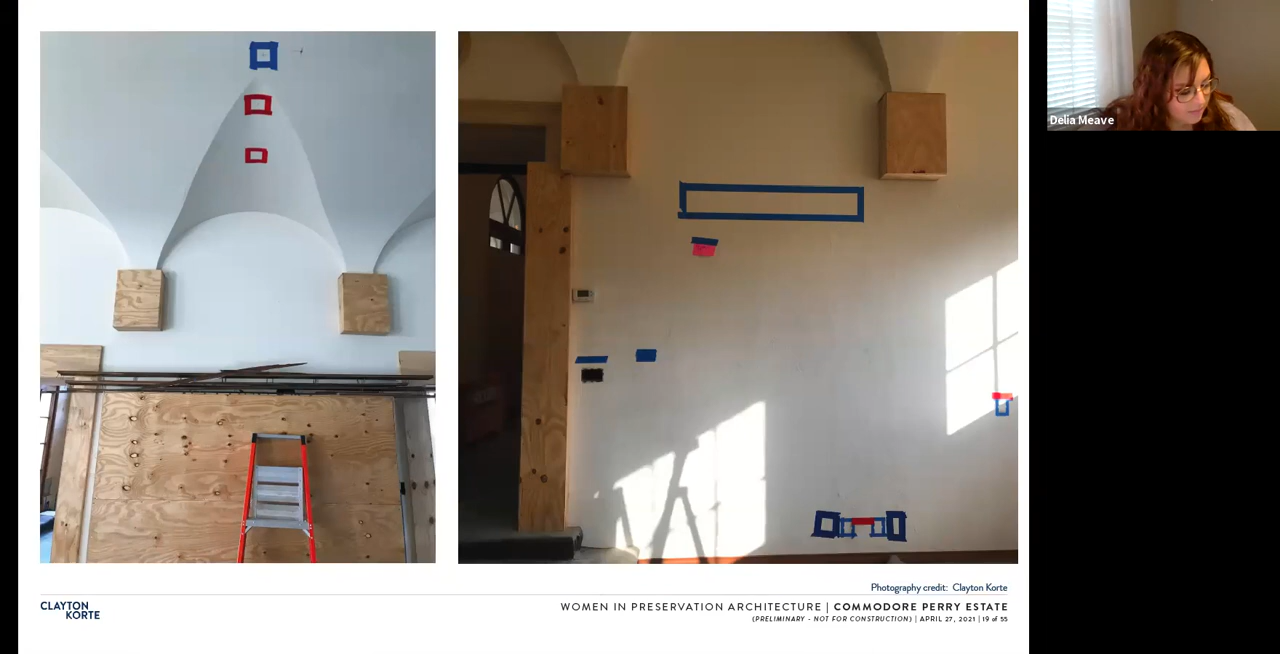 Delia Meave
Photography credit: Clayton Korte
CLAYTON
KORTE
WOMEN IN PRESERVATION ARCHITECTURE | COMMODORE PERRY ESTATE
(PRELIMINARY - NOT FOR CONSTRUCTION) | APRIL 27, 2021 | 19 of 55